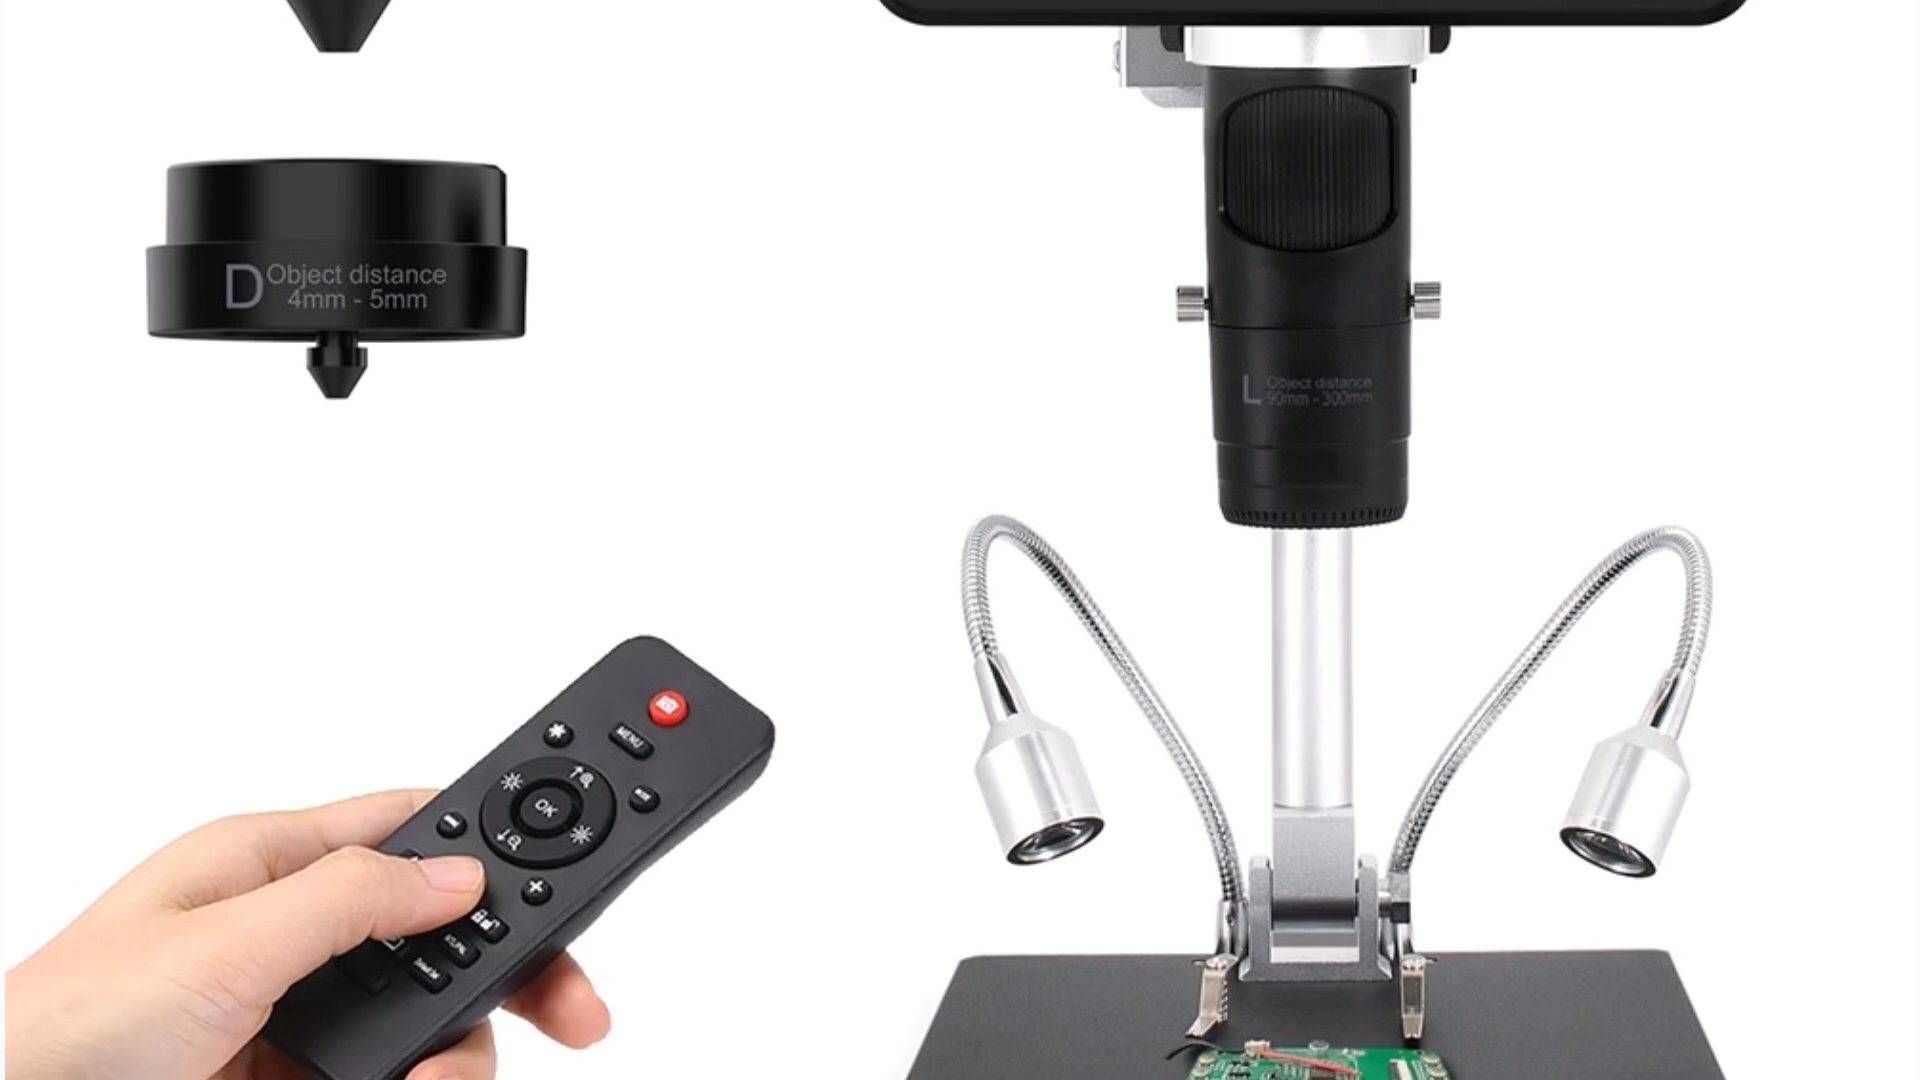 D Object distance
4mm - 5mm
L Object distance
90mm - 300mm
MENU
OK